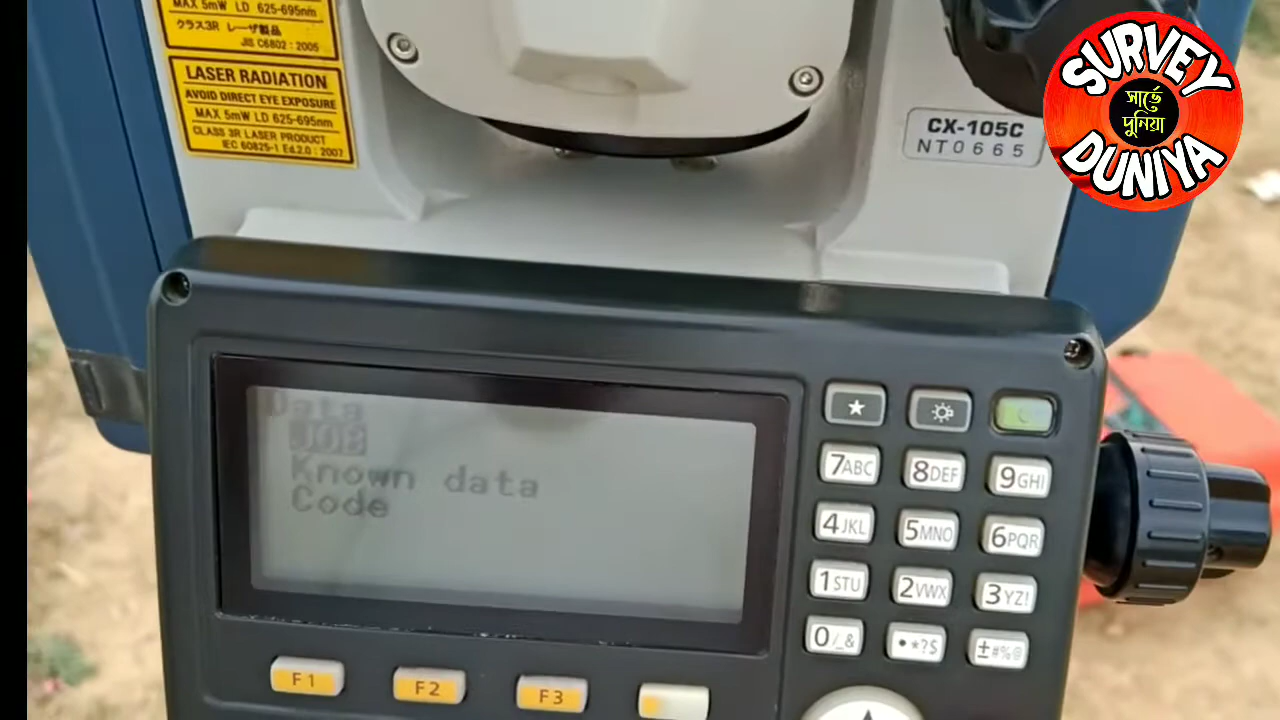 MAX 5mW LD 625-695nm
クラス3R レーザ製品
JIS C6802 : 2005
LASER RADIATION
AVOID DIRECT EYE EXPOSURE
MAX 5mW LD 625-695nm
CLASS 3R LASER PRODUCT
IEC 60825-1 Ed.2.0 : 2007
CX-105C
NT0665
SURVEY
সার্ভে
দুনিয়া
DUNIYA
Data
JOB
Known data
Code
★
7ABC 8DEF 9GHI
4JKL 5MNO 6PQR
1STU 2VWX 3YZ!
0/_& •*?$ ±#%@
F1 F2 F3